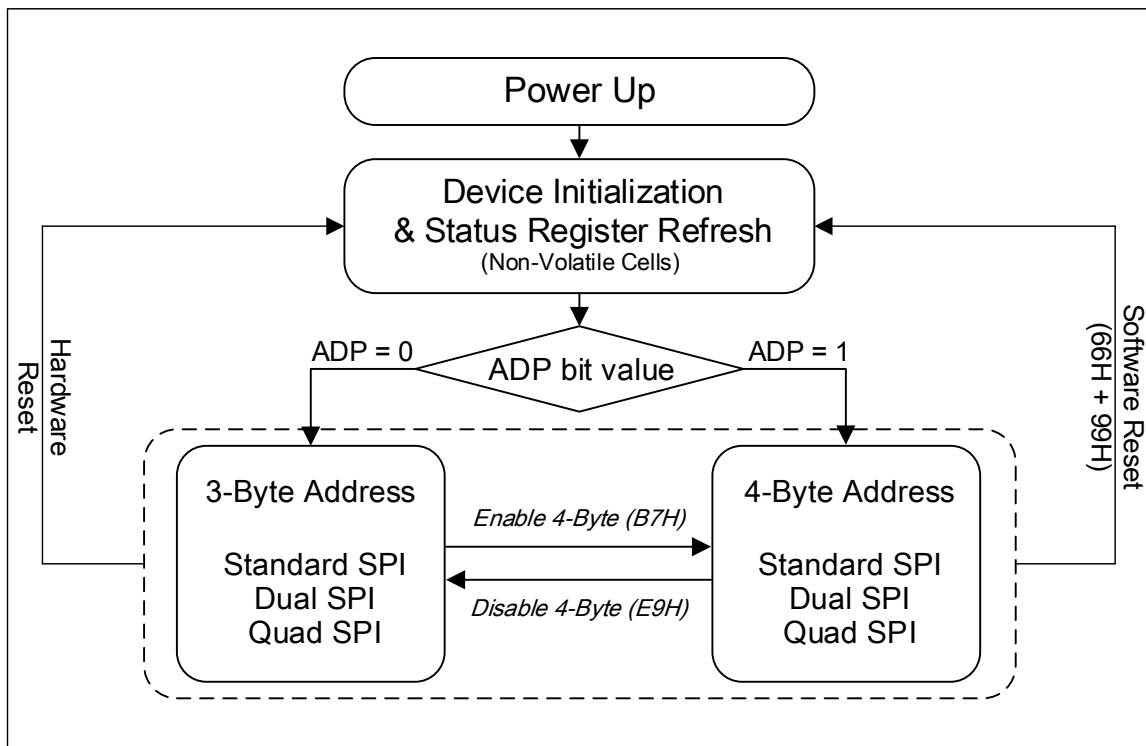 Power Up
Device Initialization
& Status Register Refresh
(Non-Volatile Cells)
Hardware
Reset
Software Reset
(66H + 99H)
ADP = 0
ADP bit value
ADP = 1
3-Byte Address
Standard SPI
Dual SPI
Quad SPI
Enable 4-Byte (B7H)
Disable 4-Byte (E9H)
4-Byte Address
Standard SPI
Dual SPI
Quad SPI